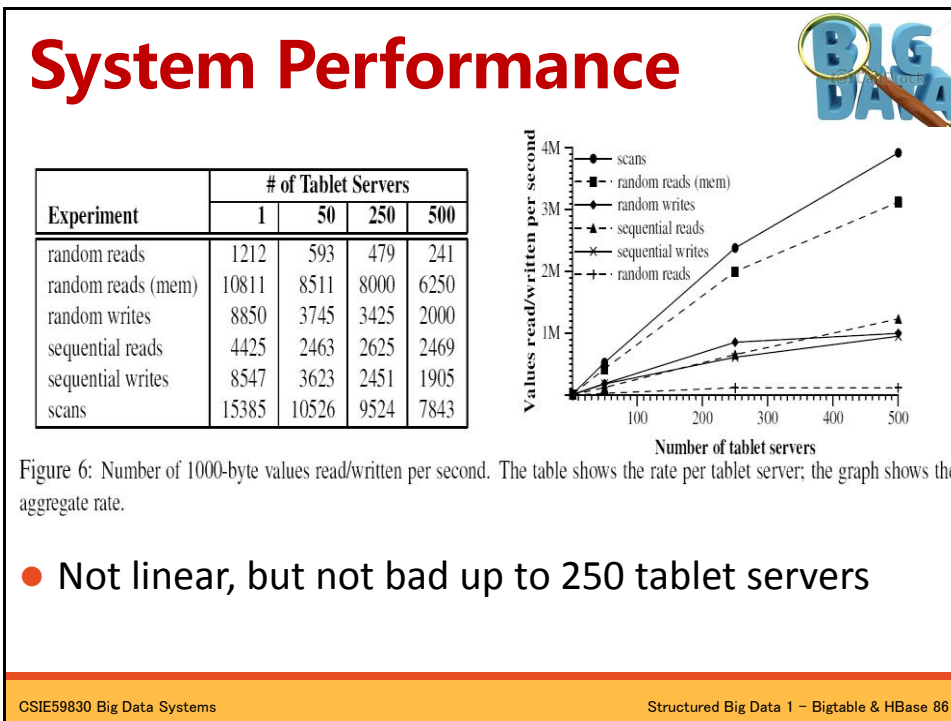 System Performance
BIG
DATA
# of Tablet Servers
Experiment 1 50 250 500
random reads 1212 593 479 241
random reads (mem) 10811 8511 8000 6250
random writes 8850 3745 3425 2000
sequential reads 4425 2463 2625 2469
sequential writes 8547 3623 2451 1905
scans 15385 10526 9524 7843
Values read/written per second
4M
3M
2M
1M
scans
random reads (mem)
random writes
sequential reads
sequential writes
random reads
100 200 300 400 500
Number of tablet servers
Figure 6: Number of 1000-byte values read/written per second. The table shows the rate per tablet server; the graph shows the
aggregate rate.
● Not linear, but not bad up to 250 tablet servers
CSIE59830 Big Data Systems
Structured Big Data 1 – Bigtable & HBase 86